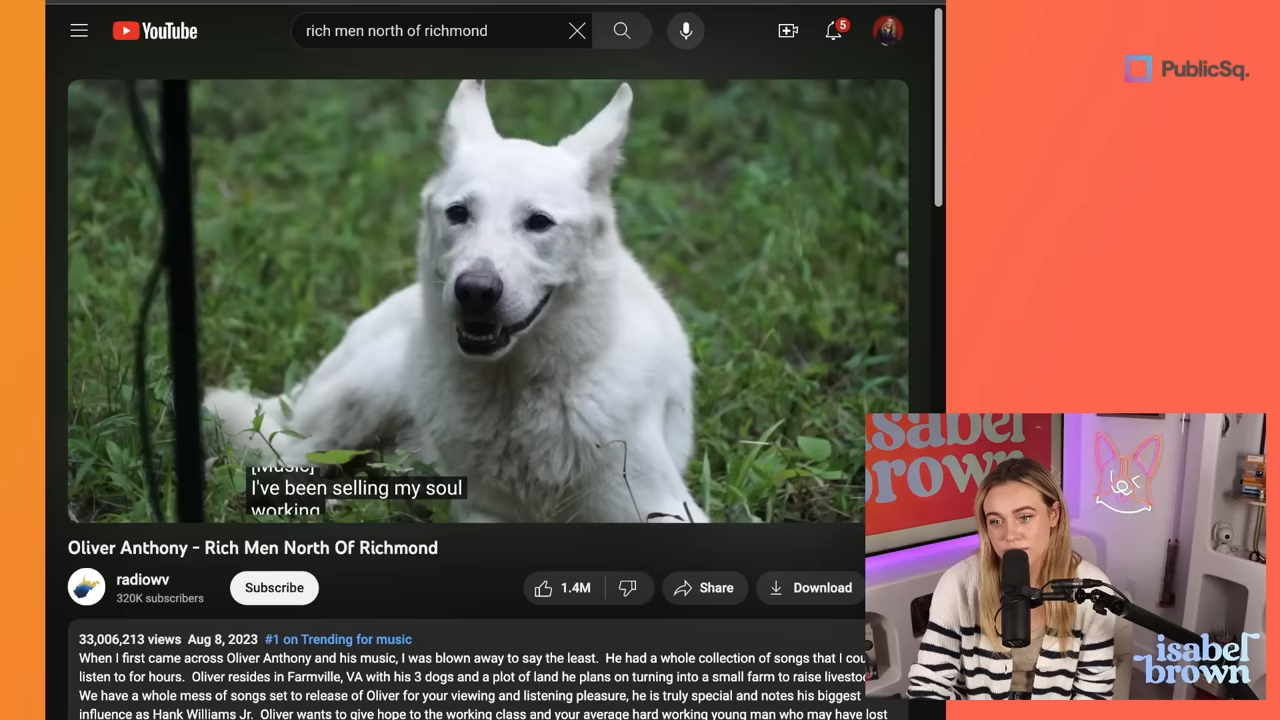 YouTube
rich men north of richmond
5
PublicSq.
[Music]
I've been selling my soul
working
Oliver Anthony - Rich Men North Of Richmond
radiowv
320K subscribers
Subscribe
1.4M
Share
Download
33,006,213 views Aug 8, 2023 #1 on Trending for music
When I first came across Oliver Anthony and his music, I was blown away to say the least. He had a whole collection of songs that I cou
listen to for hours. Oliver resides in Farmville, VA with his 3 dogs and a plot of land he plans on turning into a small farm to raise livesto
We have a whole mess of songs set to release of Oliver for your viewing and listening pleasure, he is truly special and notes his biggest
influence as Hank Williams Jr. Oliver wants to give hope to the working class and your average hard working young man who may have lost
isabel
brown
isabel
brown